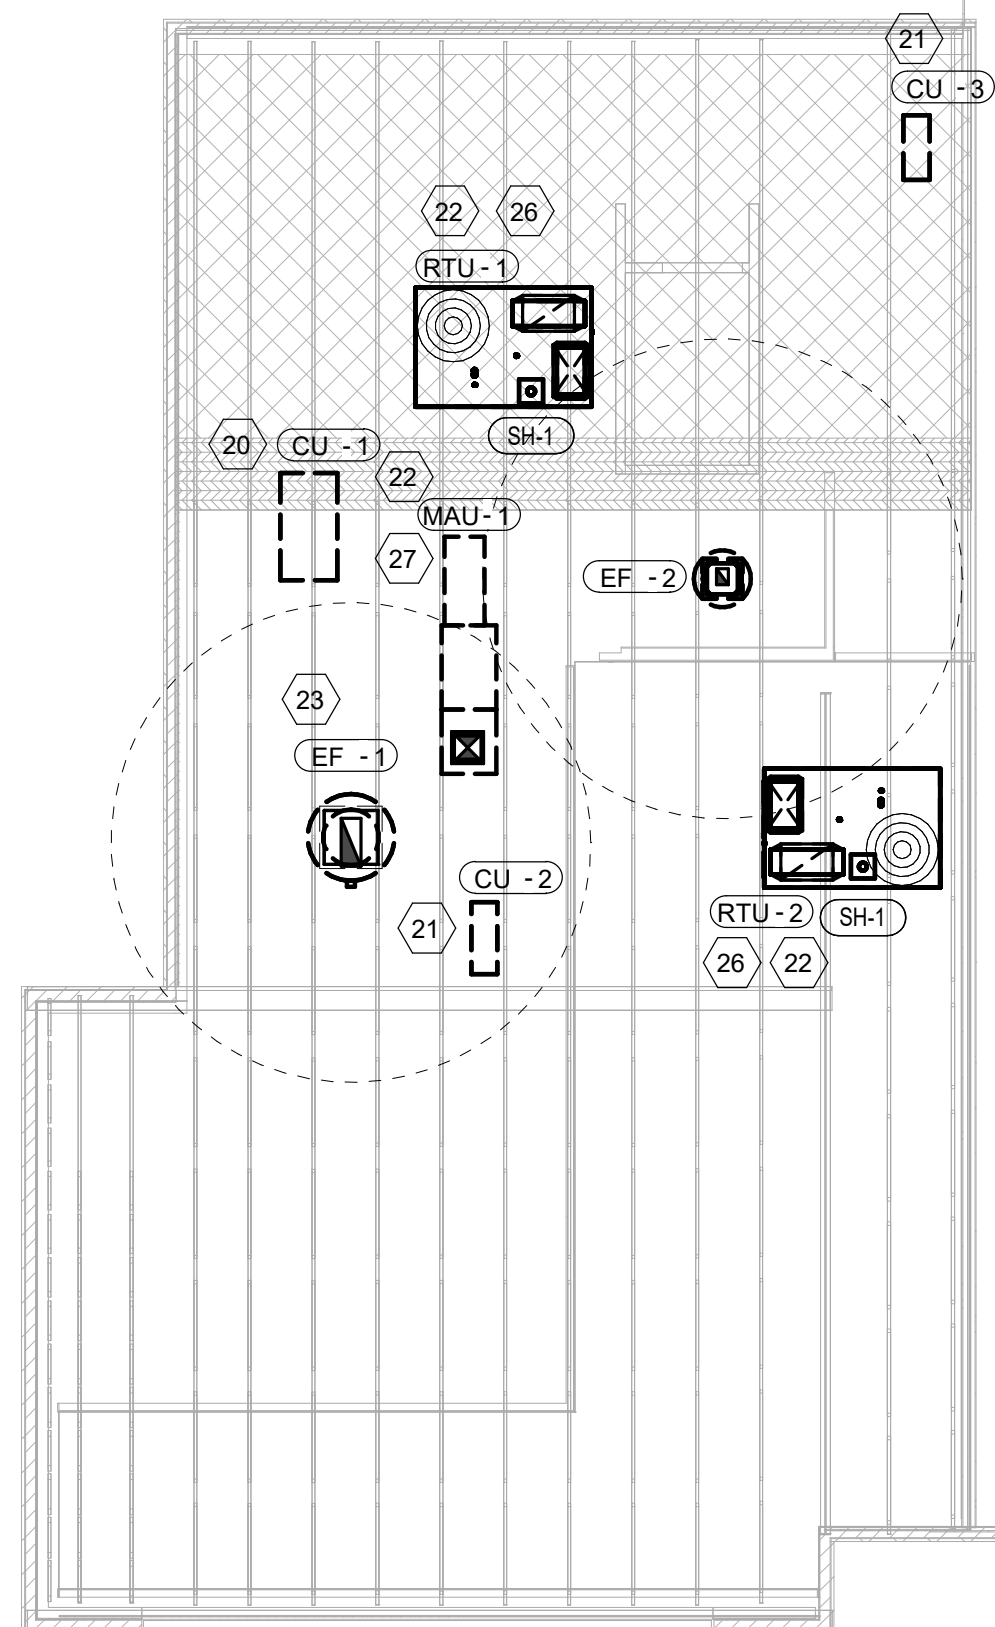 21
CU - 3
22 26
RTU - 1
SH-1
20 CU - 1
22
MAU - 1
27
EF - 2
23
EF - 1
CU - 2
21
RTU - 2 SH-1
26 22